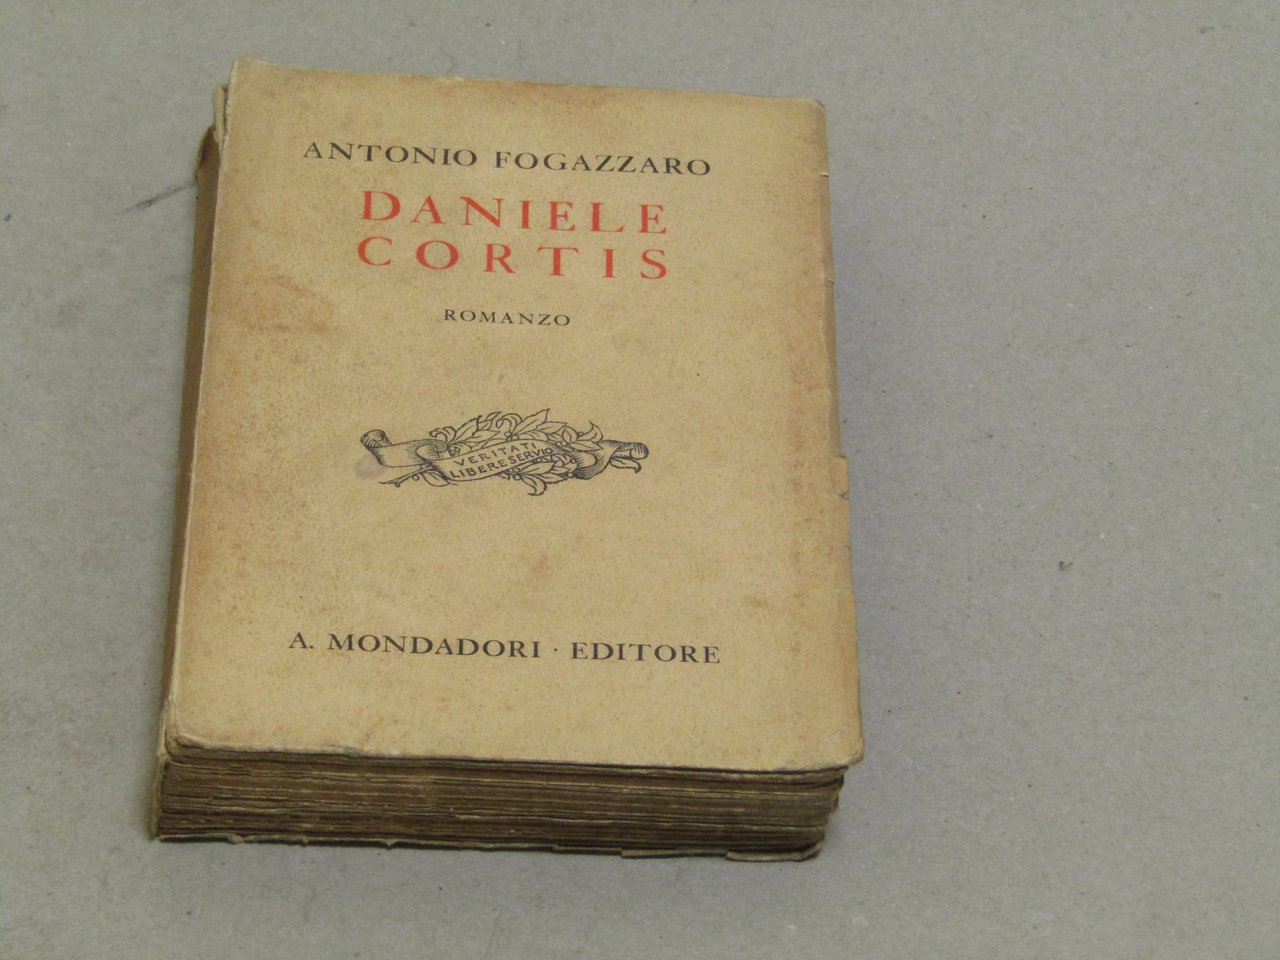 ANTONIO FOGAZZARO
DANIELE
CORTIS
ROMANZO
VERITATI
LIBERE SERVIO
A. MONDADORI · EDITORE